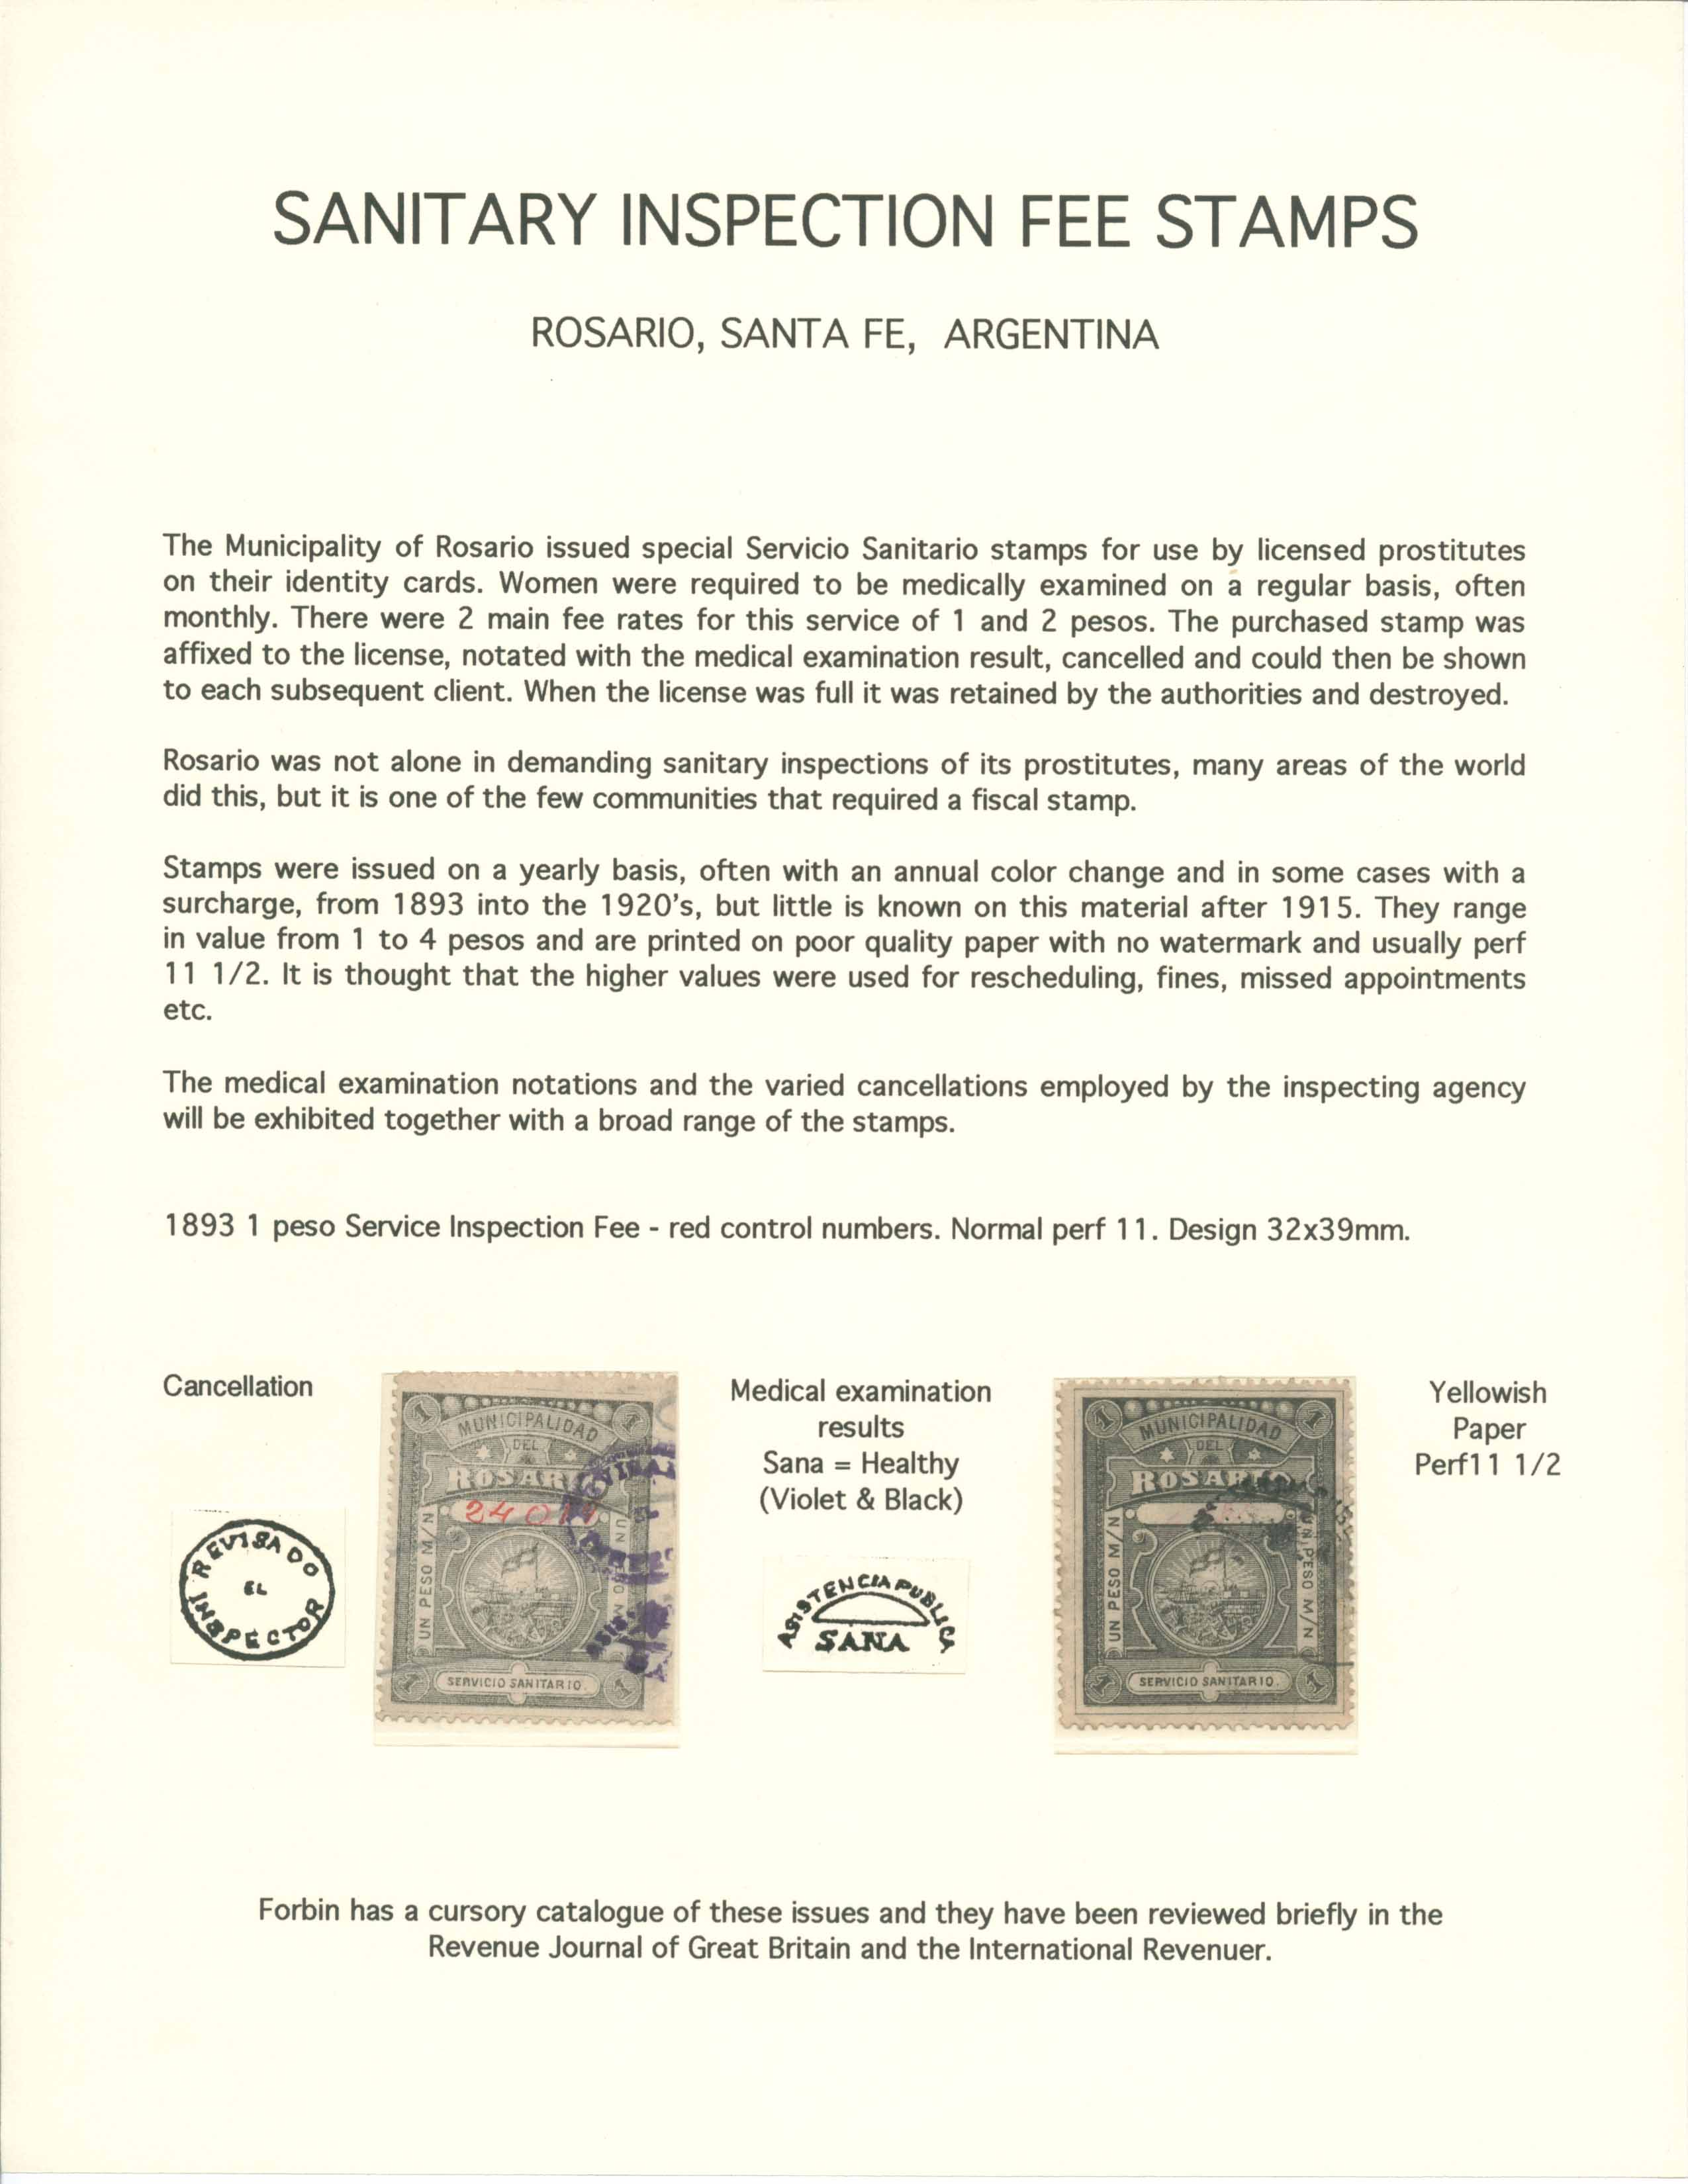 SANITARY INSPECTION FEE STAMPS
ROSARIO, SANTA FE, ARGENTINA
The Municipality of Rosario issued special Servicio Sanitario stamps for use by licensed prostitutes
on their identity cards. Women were required to be medically examined on a regular basis, often
monthly. There were 2 main fee rates for this service of 1 and 2 pesos. The purchased stamp was
affixed to the license, notated with the medical examination result, cancelled and could then be shown
to each subsequent client. When the license was full it was retained by the authorities and destroyed.
Rosario was not alone in demanding sanitary inspections of its prostitutes, many areas of the world
did this, but it is one of the few communities that required a fiscal stamp.
Stamps were issued on a yearly basis, often with an annual color change and in some cases with a
surcharge, from 1893 into the 1920's, but little is known on this material after 1915. They range
in value from 1 to 4 pesos and are printed on poor quality paper with no watermark and usually perf
11 1/2. It is thought that the higher values were used for rescheduling, fines, missed appointments
etc.
The medical examination notations and the varied cancellations employed by the inspecting agency
will be exhibited together with a broad range of the stamps.
1893 1 peso Service Inspection Fee - red control numbers. Normal perf 11. Design 32x39mm.
Cancellation
REVISADO
EL
INSPECTOR
1 1
MUNICIPALIDAD
DEL
ROSARIO
UN PESO M/N
SERVICIO SANITARIO.
1 1
Medical examination
results
Sana = Healthy
(Violet & Black)
ASISTENCIA PUBLICA
SANA
1 1
MUNICIPALIDAD
DEL
ROSARIO
UN PESO M/N
UN PESO M/N
SERVICIO SANITARIO.
1 1
Yellowish
Paper
Perf11 1/2
Forbin has a cursory catalogue of these issues and they have been reviewed briefly in the
Revenue Journal of Great Britain and the International Revenuer.